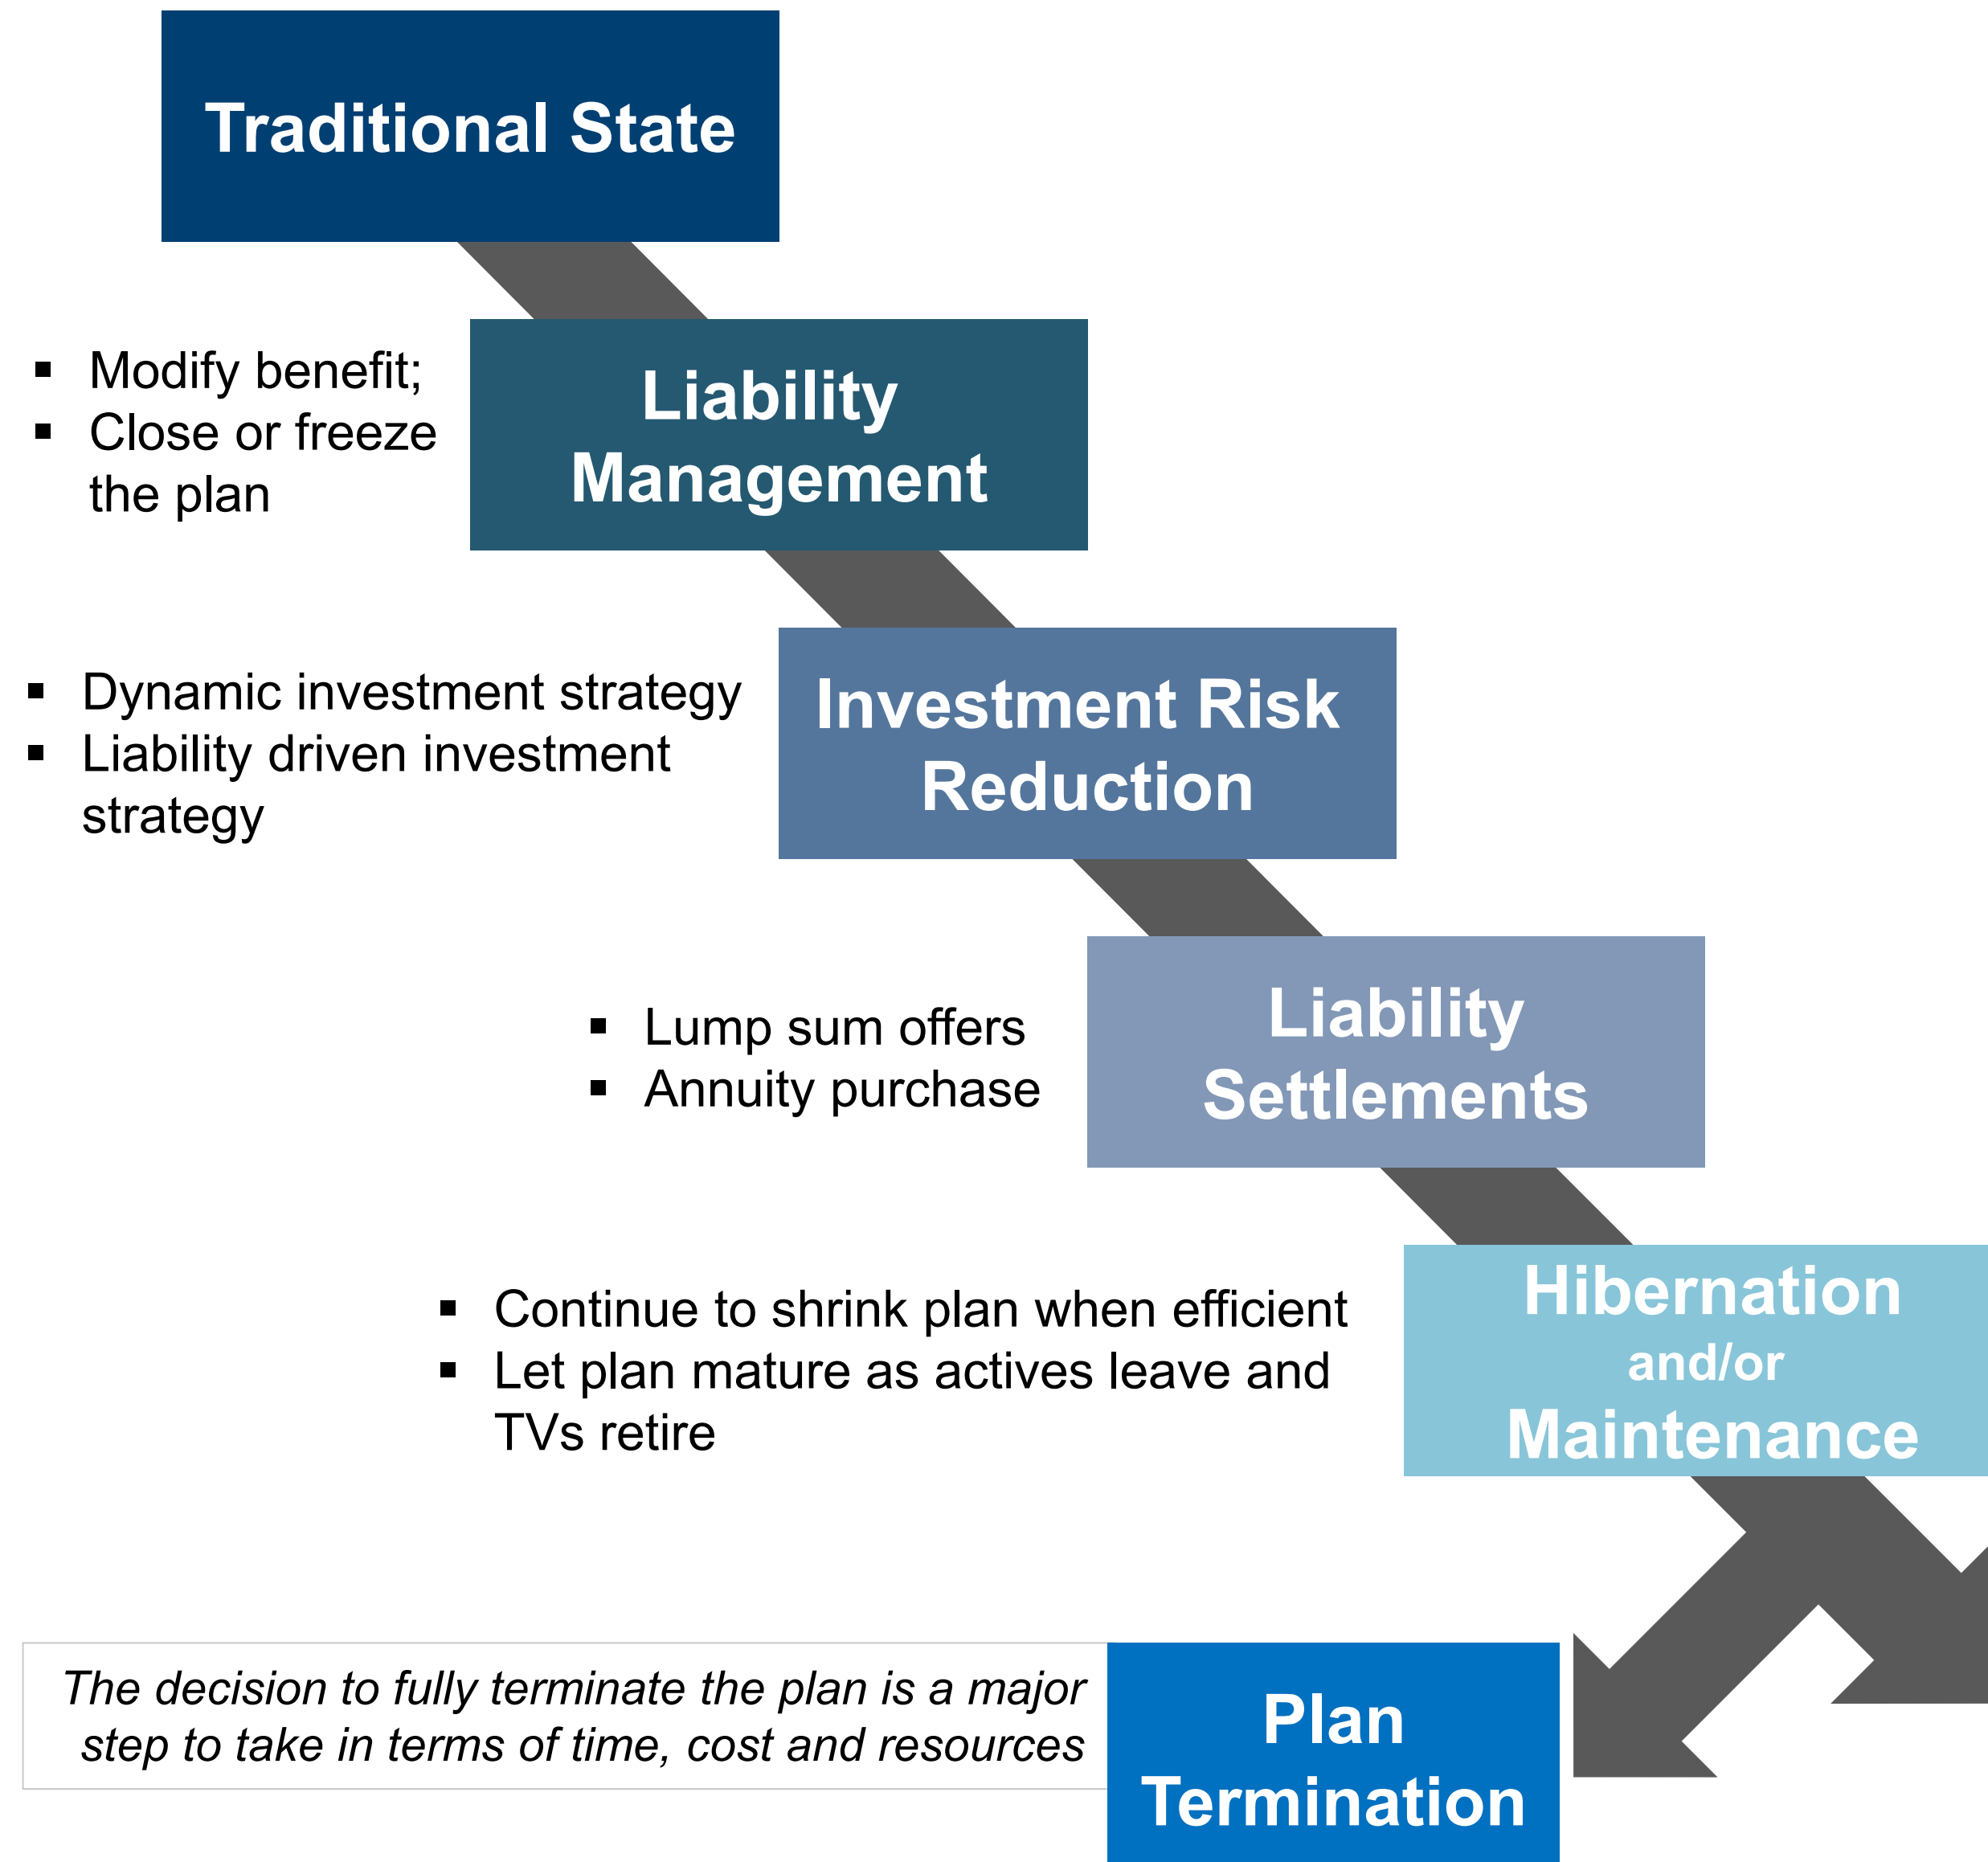 Traditional State
▪ Modify benefit;
▪ Close or freeze
the plan
Liability
Management
▪ Dynamic investment strategy
▪ Liability driven investment
strategy
Investment Risk
Reduction
▪ Lump sum offers
▪ Annuity purchase
Liability
Settlements
▪ Continue to shrink plan when efficient
▪ Let plan mature as actives leave and
TVs retire
Hibernation
and/or
Maintenance
The decision to fully terminate the plan is a major
step to take in terms of time, cost and resources
Plan
Termination